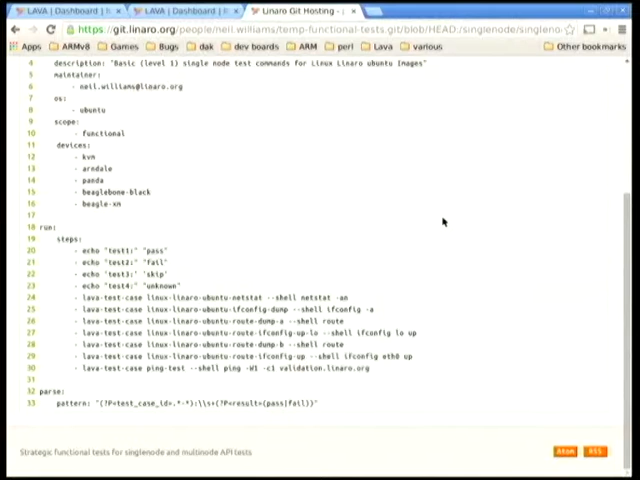 LAVA | Dashboard |
LAVA | Dashboard |
Linaro Git Hosting -
https://git.linaro.org/people/neil.williams/temp-functional-tests.git/blob/HEAD:/singlenode/singleno
Apps ARMv8 Games Bugs dak dev boards ARM perl Lava various Other bookmarks
4 description: "Basic (level 1) single node test commands for Linux Linaro ubuntu Images"
5 maintainer:
6 - neil.williams@linaro.org
7 os:
8 - ubuntu
9 scope:
10 - functional
11 devices:
12 - kvm
13 - arndale
14 - panda
15 - beaglebone-black
16 - beagle-xm
17
18 run:
19 steps:
20 - echo "test1:" "pass"
21 - echo "test2:" "fail"
22 - echo 'test3:' 'skip'
23 - echo 'test4:" "unknown"
24 - lava-test-case linux-linaro-ubuntu-netstat --shell netstat -an
25 - lava-test-case linux-linaro-ubuntu-ifconfig-dump --shell ifconfig -a
26 - lava-test-case linux-linaro-ubuntu-route-dump-a --shell route
27 - lava-test-case linux-linaro-ubuntu-route-ifconfig-up-lo --shell ifconfig lo up
28 - lava-test-case linux-linaro-ubuntu-route-dump-b --shell route
29 - lava-test-case linux-linaro-ubuntu-route-ifconfig-up --shell ifconfig eth0 up
30 - lava-test-case ping-test --shell ping -W1 -c1 validation.linaro.org
31
32 parse:
33 pattern: "(?P<test_case_id>.*-*):\\s+(?P<result>(pass|fail))"
Strategic functional tests for singlenode and multinode API tests
Atom RSS